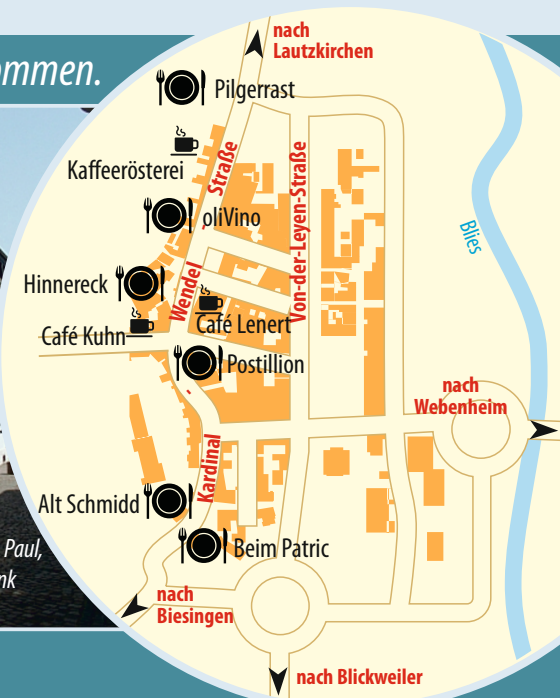 ommen.
nach
Lautzkirchen
Pilgerrast
Kaffeerösterei
Straße
Von-der-Leyen-Straße
oliVino
Blies
Hinnereck
Wendel
-
Café Lenert
Café Kuhn
Postillion
-
nach
Webenheim
Kardinal
Alt Schmidd
Beim Patric
Paul,
nk
nach
Biesingen
nach Blickweiler